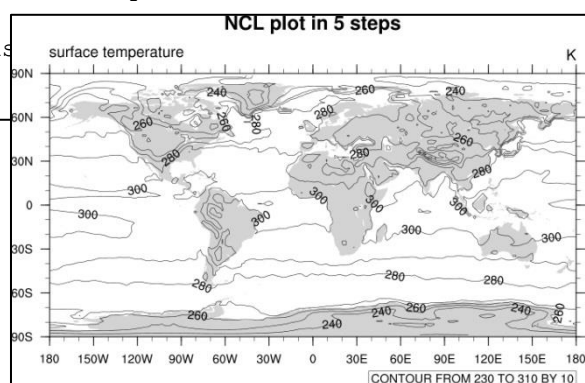 NCL plot in 5 steps
surface temperature K
90N
60N
30N
0
30S
60S
90S
240 260 240
260 260 280 280 260
280 280 280
300 300 300
300 300 300 300
280 280 280
260 260 240 260
240 240
180 150W 120W 90W 60W 30W 0 30E 60E 90E 120E 150E 180
CONTOUR FROM 230 TO 310 BY 10